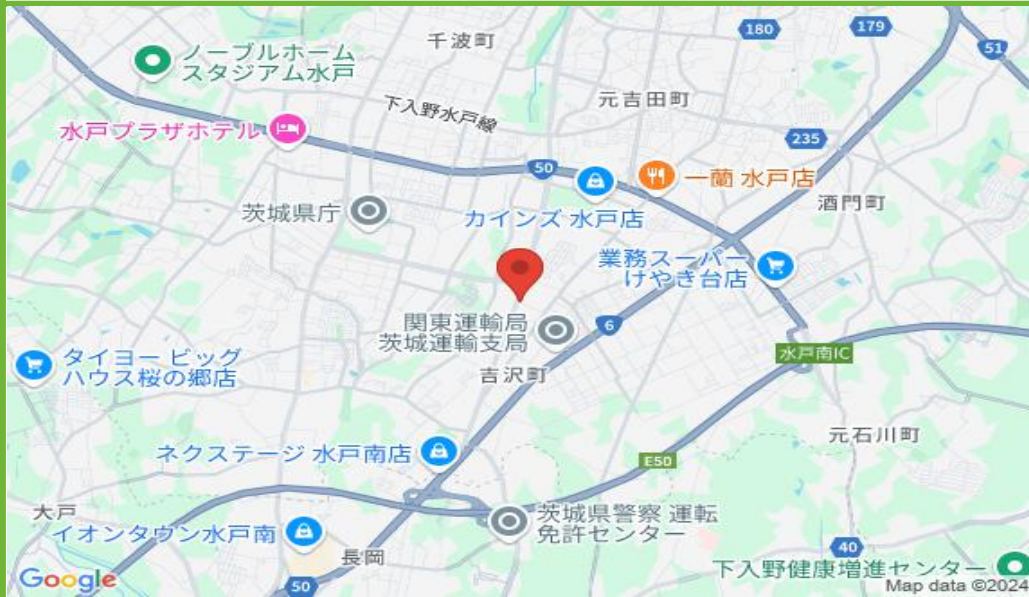 千波町
180
179
51
ノーブルホーム
スタジアム水戸
下入野水戸線
元吉田町
水戸プラザホテル
235
50
一蘭 水戸店
茨城県庁
カインズ 水戸店
酒門町
業務スーパー
けやき台店
関東運輸局
茨城運輸支局
6
水戸南IC
タイヨー ビッグ
ハウス桜の郷店
吉沢町
元石川町
ネクステージ 水戸南店
E50
大戸
イオンタウン水戸南
茨城県警察 運転
免許センター
長岡
40
下入野健康増進センター
Google
50
Map data ©2024